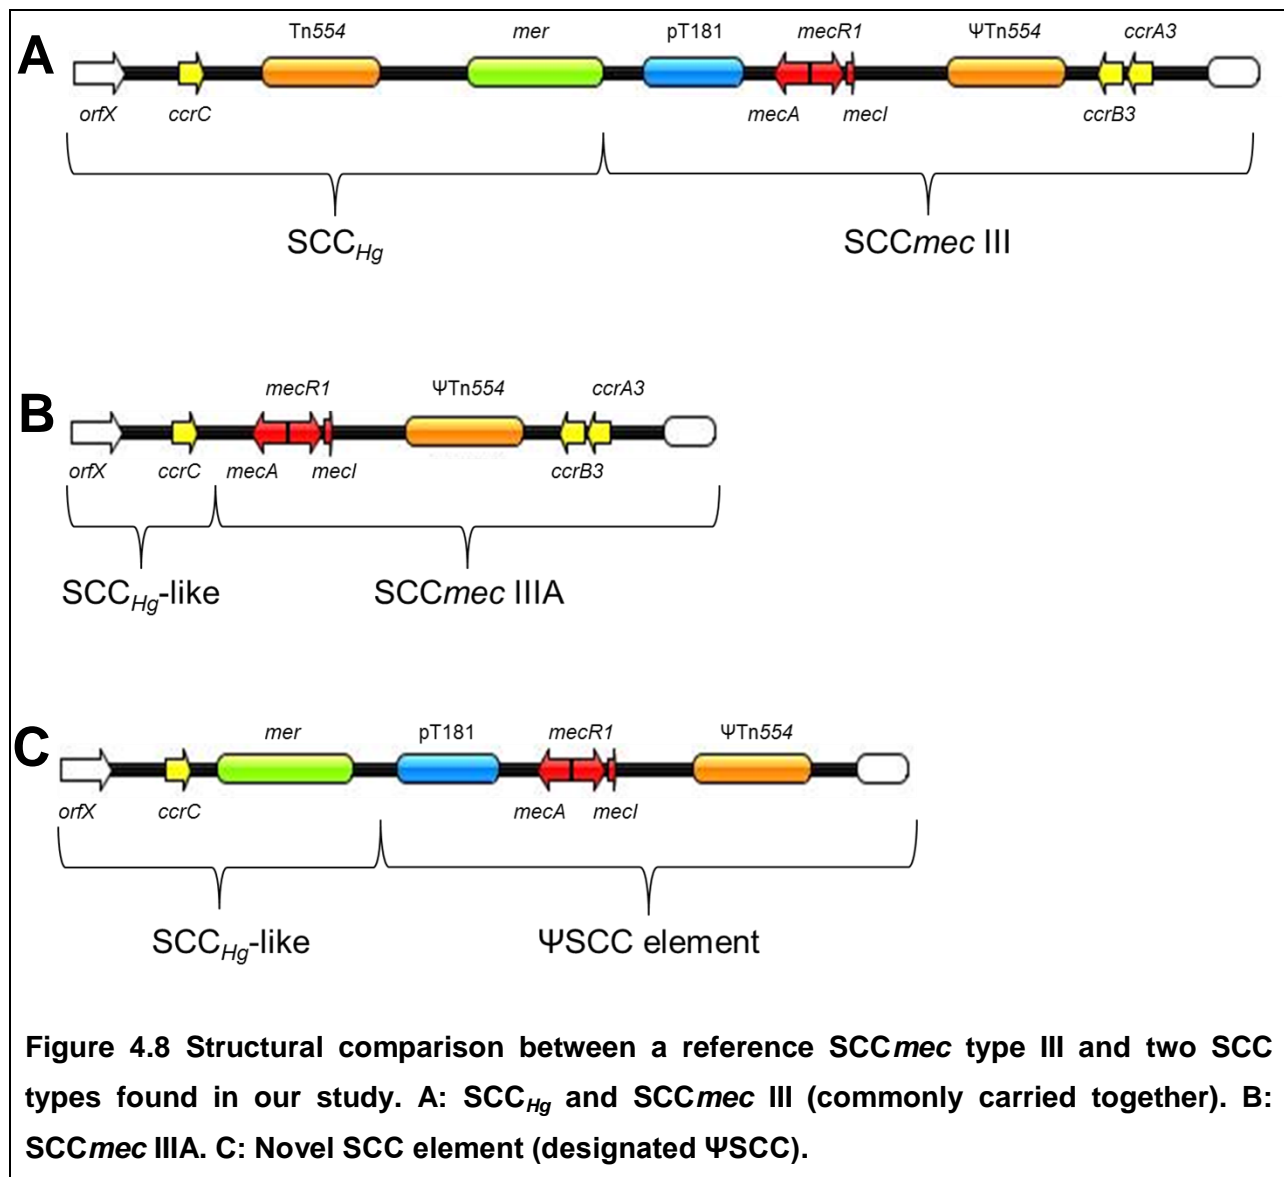 A
Tn554 mer pT181 mecR1 ΨTn554 ccrA3
orfX ccrC mecA mecI ccrB3
SCCHg SCCmec III
B
mecR1 ΨTn554 ccrA3
orfX ccrC mecA mecI ccrB3
SCCHg-like SCCmec IIIA
C
mer pT181 mecR1 ΨTn554
orfX ccrC mecA mecI
SCCHg-like ΨSCC element
Figure 4.8 Structural comparison between a reference SCCmec type III and two SCC
types found in our study. A: SCCHg and SCCmec III (commonly carried together). B:
SCCmec IIIA. C: Novel SCC element (designated ΨSCC).